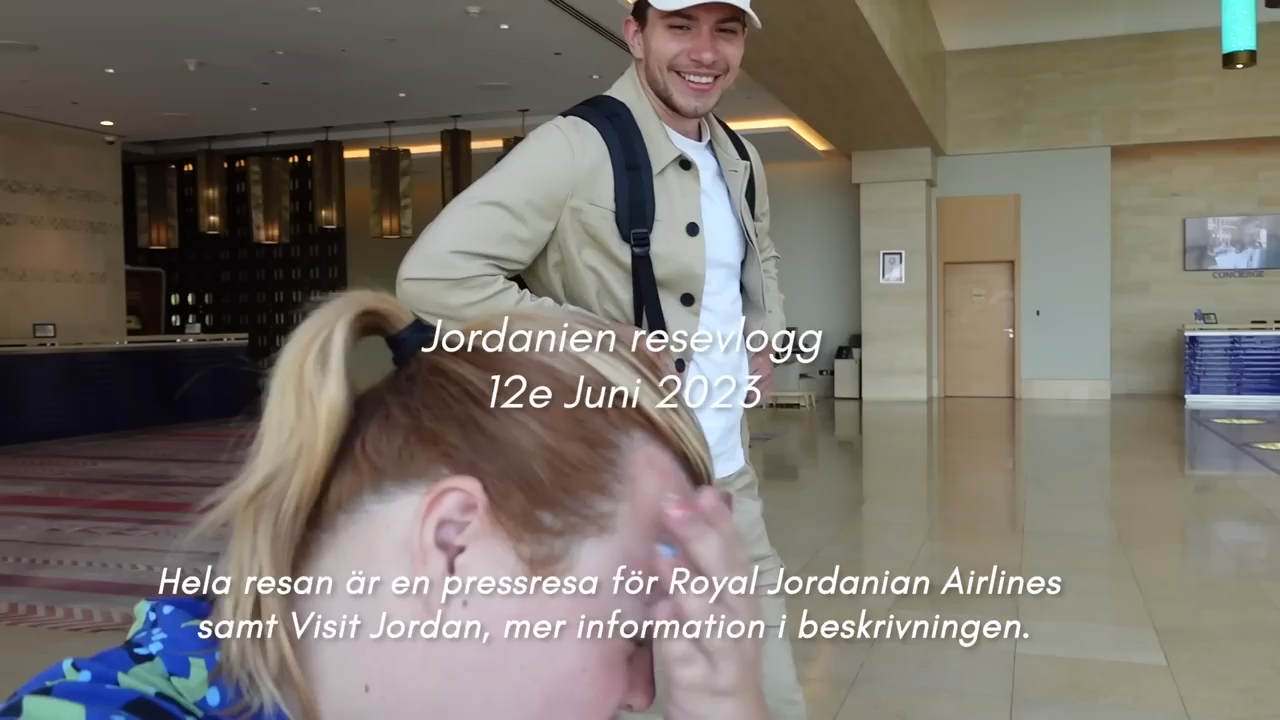 CONCIERGE
Jordanien resevlogg
12e Juni 2023
Hela resan är en pressresa för Royal Jordanian Airlines
samt Visit Jordan, mer information i beskrivningen.